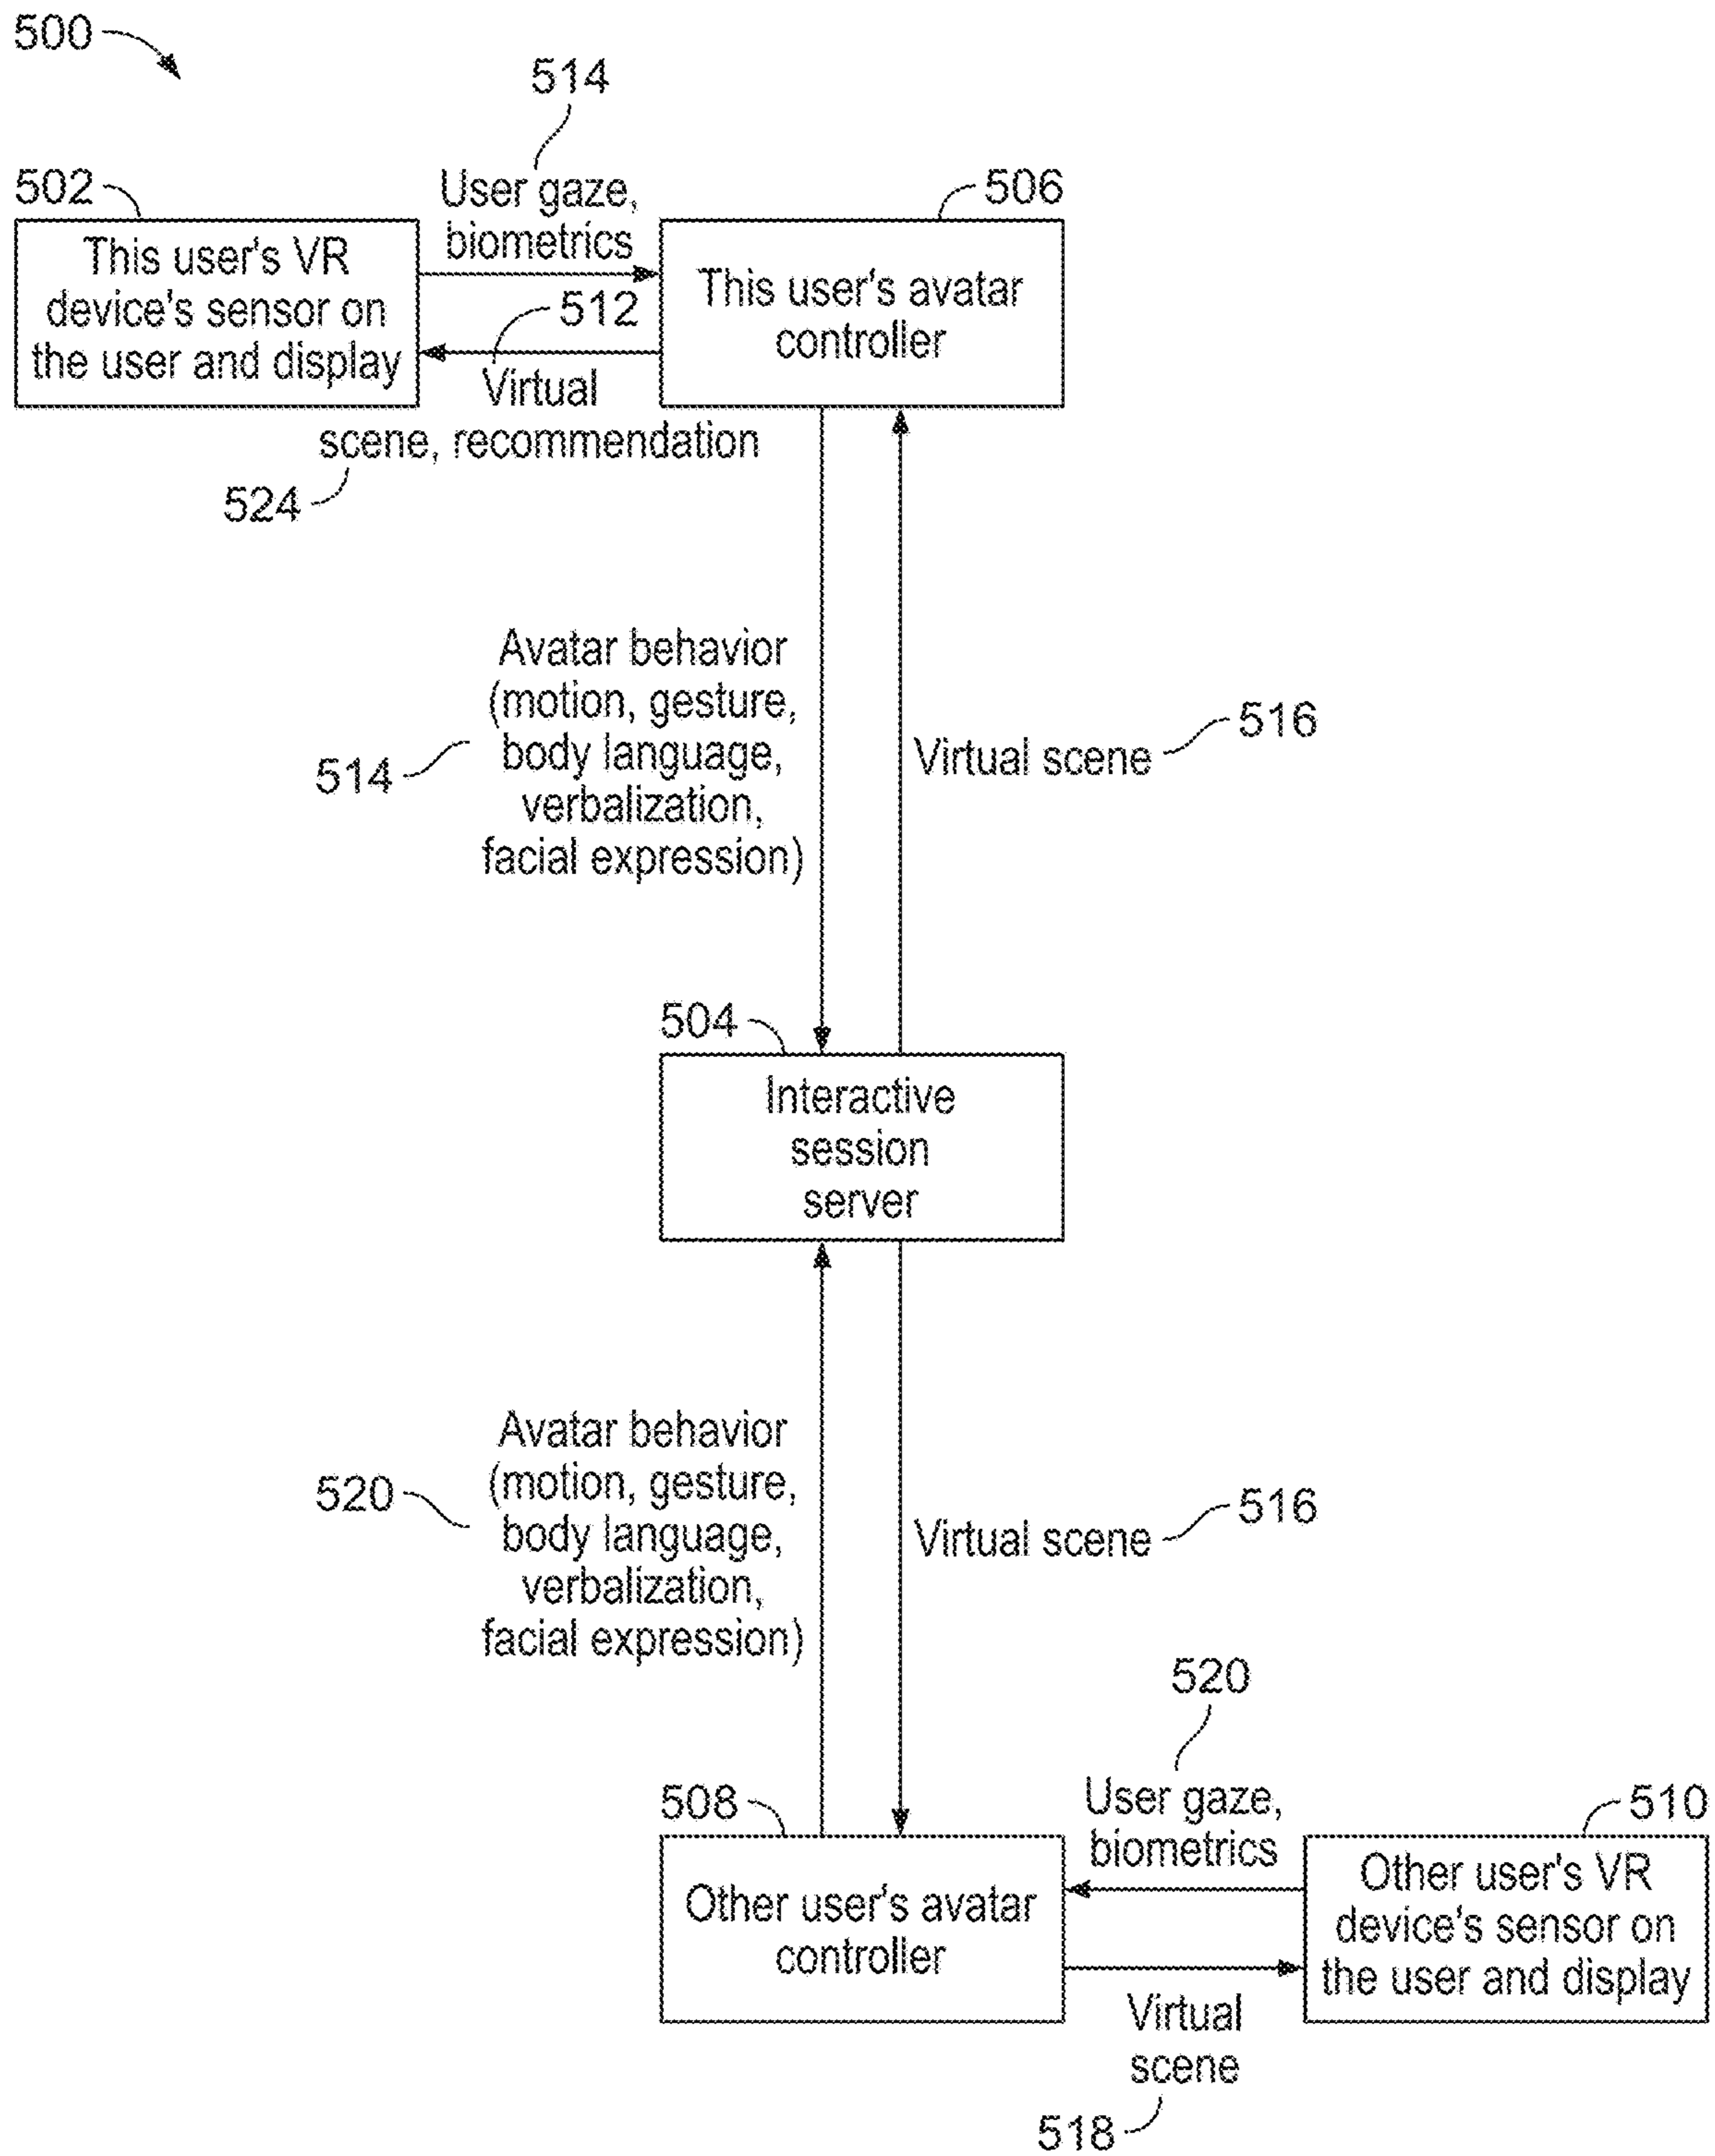 500
514
502
User gaze,
biometrics
506
This user's VR
device's sensor on
the user and display
512
This user's avatar
controller
Virtual
scene, recommendation
524
Avatar behavior
(motion, gesture,
body language,
verbalization,
facial expression)
514
Virtual scene
516
504
Interactive
session
server
Avatar behavior
(motion, gesture,
body language,
verbalization,
facial expression)
520
Virtual scene
516
520
508
User gaze,
biometrics
510
Other user's avatar
controller
Other user's VR
device's sensor on
the user and display
Virtual
scene
518